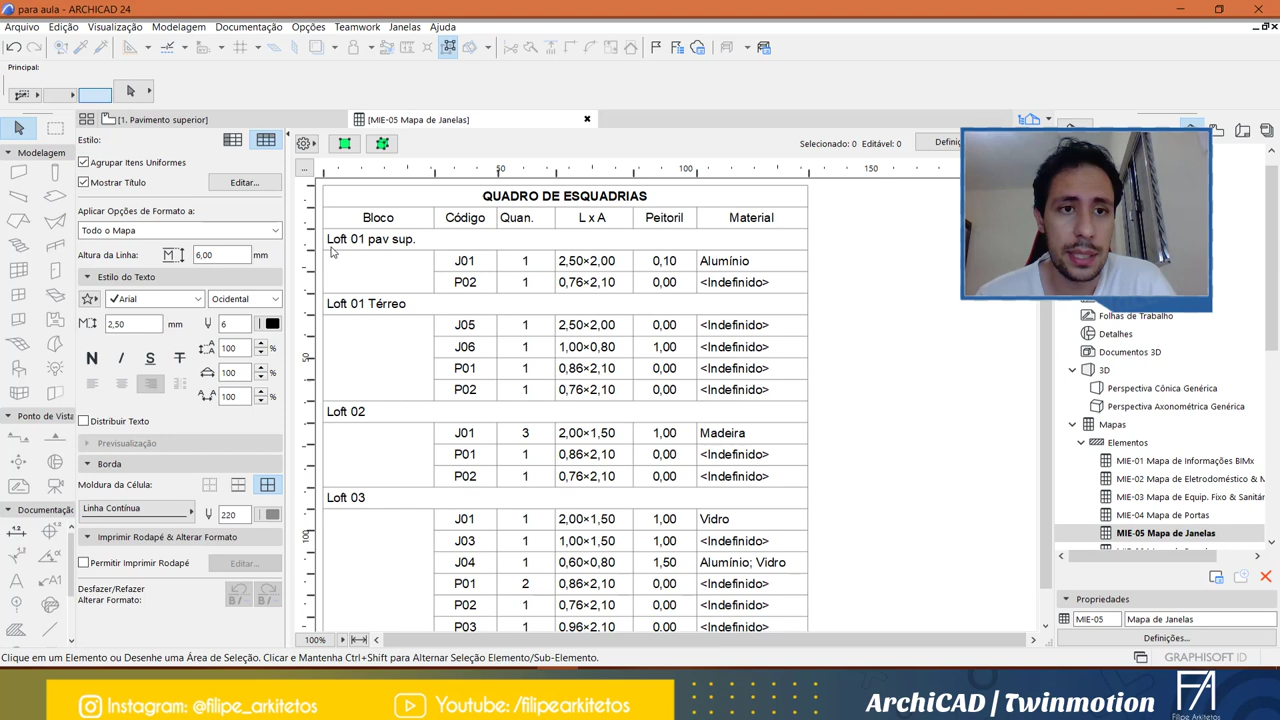 para aula - ARCHICAD 24
Arquivo Edição Visualização Modelagem Documentação Opções Teamwork Janelas Ajuda
Principal:
[1. Pavimento superior]
[MIE-05 Mapa de Janelas]
Estilo:
Selecionado: 0 Editável: 0
Agrupar Itens Uniformes
Mostrar Título
Editar...
Aplicar Opções de Formato a:
Todo o Mapa
Altura da Linha:
6,00
mm
Estilo do Texto
Arial
Ocidental
2,50
mm
6
100
%
N
I
S
T
100
%
100
%
Distribuir Texto
Previsualização
Borda
Moldura da Célula:
Linha Contínua
220
Imprimir Rodapé & Alterar Formato
Permitir Imprimir Rodapé
Editar...
Desfazer/Refazer
Alterar Formato:
Modelagem
Ponto de Vista
50
100
150
50
100
QUADRO DE ESQUADRIAS
Bloco Código Quan. L x A Peitoril Material
Loft 01 pav sup.
J01 1 2,50×2,00 0,10 Alumínio
P02 1 0,76×2,10 0,00 <Indefinido>
Loft 01 Térreo
J05 1 2,50×2,00 0,00 <Indefinido>
J06 1 1,00×0,80 1,00 <Indefinido>
P01 1 0,86×2,10 0,00 <Indefinido>
P02 1 0,76×2,10 0,00 <Indefinido>
Loft 02
J01 3 2,00×1,50 1,00 Madeira
P01 1 0,86×2,10 0,00 <Indefinido>
P02 1 0,76×2,10 0,00 <Indefinido>
Loft 03
J01 1 2,00×1,50 1,00 Vidro
J03 1 1,00×1,50 1,00 <Indefinido>
J04 1 0,60×0,80 1,50 Alumínio; Vidro
P01 2 0,86×2,10 0,00 <Indefinido>
P02 1 0,76×2,10 0,00 <Indefinido>
P03 1 0,96×2,10 0,00 <Indefinido>
100%
Folhas de Trabalho
Detalhes
Documentos 3D
3D
Perspectiva Cônica Genérica
Perspectiva Axonométrica Genérica
Mapas
Elementos
MIE-01 Mapa de Informações BIMx
MIE-02 Mapa de Eletrodoméstico & M
MIE-03 Mapa de Equip. Fixo & Sanitár
MIE-04 Mapa de Portas
MIE-05 Mapa de Janelas
Propriedades
MIE-05
Mapa de Janelas
Definições...
Clique em um Elemento ou Desenhe uma Área de Seleção. Clicar e Mantenha Ctrl+Shift para Alternar Seleção Elemento/Sub-Elemento.
GRAPHISOFT ID
Instagram: @filipe_arkitetos
Youtube: /filipearkitetos
ArchiCAD | Twinmotion
FA
Filipe Arkitetos